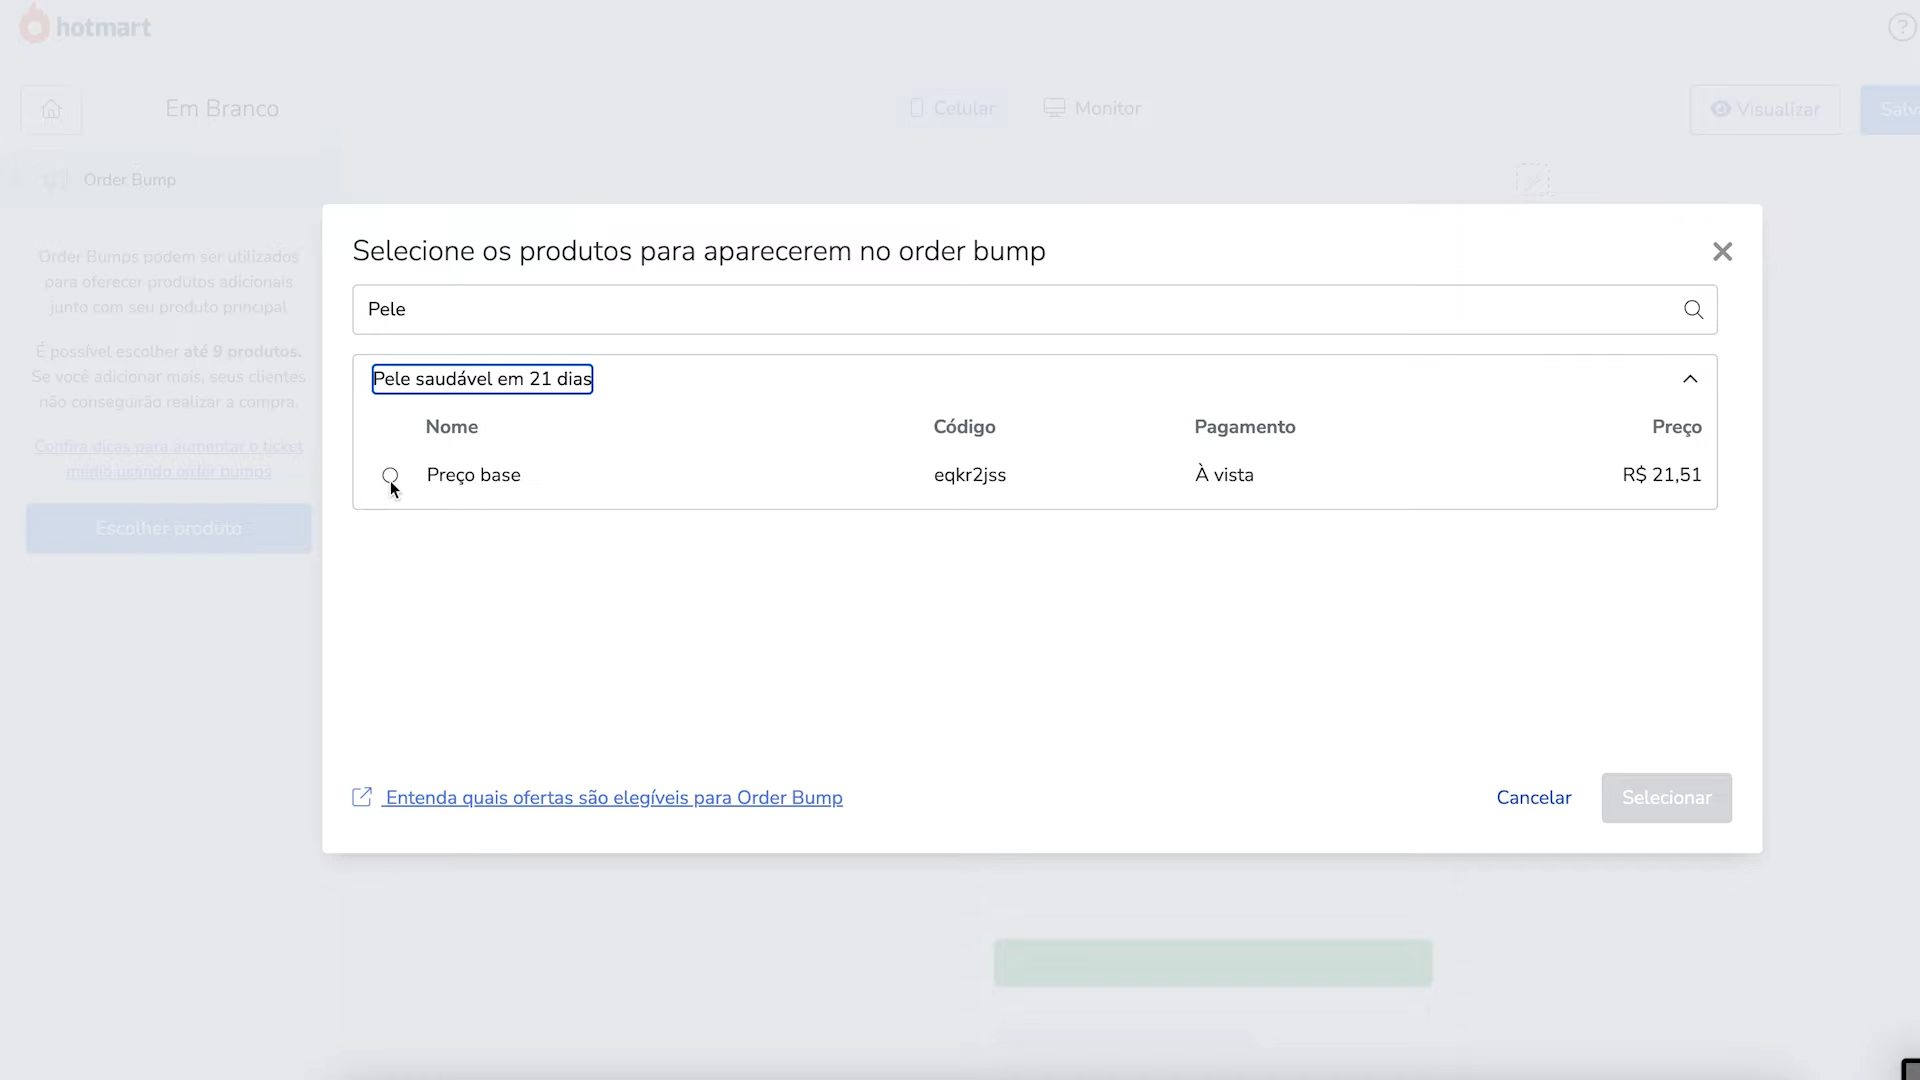 hotmart
Em Branco
Celular
Monitor
Visualizar
Order Bump
Order Bumps podem ser utilizados
para oferecer produtos adicionais
junto com seu produto principal
É possível escolher até 9 produtos.
Se você adicionar mais, seus clientes
não conseguirão realizar a compra.
Confira dicas para aumentar o ticket
médio usando order bumps
Escolher produto
Selecione os produtos para aparecerem no order bump
Pele
Pele saudável em 21 dias
Nome Código Pagamento Preço
Preço base eqkr2jss À vista R$ 21,51
Entenda quais ofertas são elegíveis para Order Bump
Cancelar
Selecionar